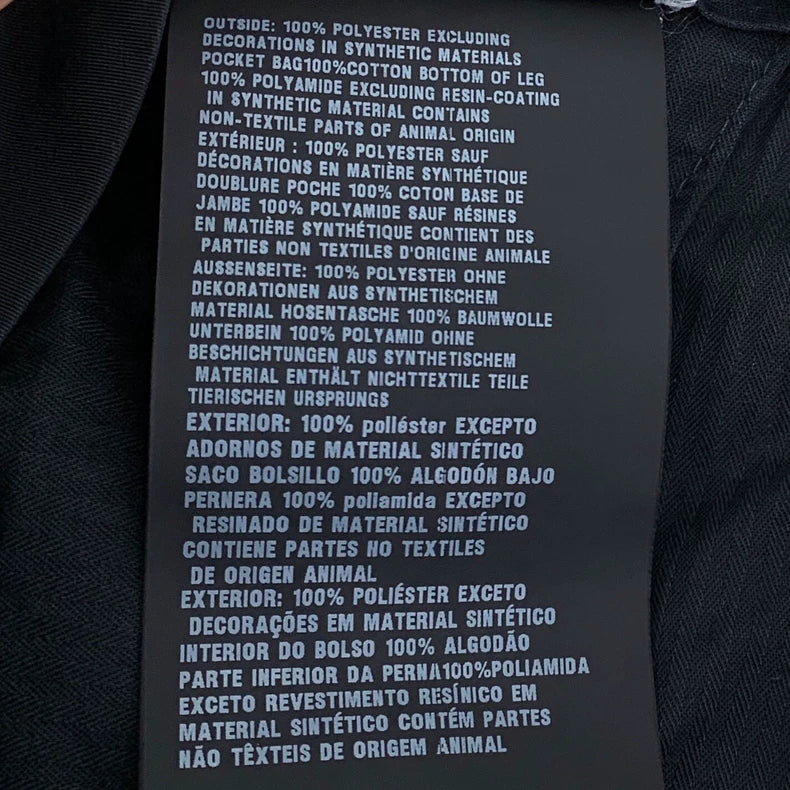 OUTSIDE: 100% POLYESTER EXCLUDING
DECORATIONS IN SYNTHETIC MATERIALS
POCKET BAG100%COTTON BOTTOM OF LEG
100% POLYAMIDE EXCLUDING RESIN-COATING
IN SYNTHETIC MATERIAL CONTAINS
NON-TEXTILE PARTS OF ANIMAL ORIGIN
EXTÉRIEUR : 100% POLYESTER SAUF
DÉCORATIONS EN MATIÈRE SYNTHÉTIQUE
DOUBLURE POCHE 100% COTON BASE DE
JAMBE 100% POLYAMIDE SAUF RÉSINES
EN MATIÈRE SYNTHÉTIQUE CONTIENT DES
PARTIES NON TEXTILES D'ORIGINE ANIMALE
AUSSENSEITE: 100% POLYESTER OHNE
DEKORATIONEN AUS SYNTHETISCHEM
MATERIAL HOSENTASCHE 100% BAUMWOLLE
UNTERBEIN 100% POLYAMID OHNE
BESCHICHTUNGEN AUS SYNTHETISCHEM
MATERIAL ENTHÄLT NICHTTEXTILE TEILE
TIERISCHEN URSPRUNGS
EXTERIOR: 100% poliéster EXCEPTO
ADORNOS DE MATERIAL SINTÉTICO
SACO BOLSILLO 100% ALGODÓN BAJO
PERNERA 100% poliamida EXCEPTO
RESINADO DE MATERIAL SINTÉTICO
CONTIENE PARTES NO TEXTILES
DE ORIGEN ANIMAL
EXTERIOR: 100% POLIÉSTER EXCETO
DECORAÇÕES EM MATERIAL SINTÉTICO
INTERIOR DO BOLSO 100% ALGODÃO
PARTE INFERIOR DA PERNA100%POLIAMIDA
EXCETO REVESTIMENTO RESÍNICO EM
MATERIAL SINTÉTICO CONTÉM PARTES
NÃO TÊXTEIS DE ORIGEM ANIMAL